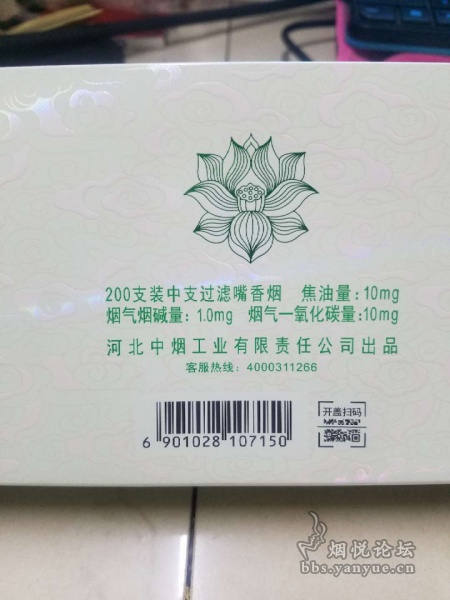 200支装中支过滤嘴香烟 焦油量：10mg
烟气烟碱量：1.0mg 烟气一氧化碳量：10mg
河北中烟工业有限责任公司出品
客服热线：4000311266
开盖扫码
6 901028 107150
烟悦论坛
bbs.yanyue.cn